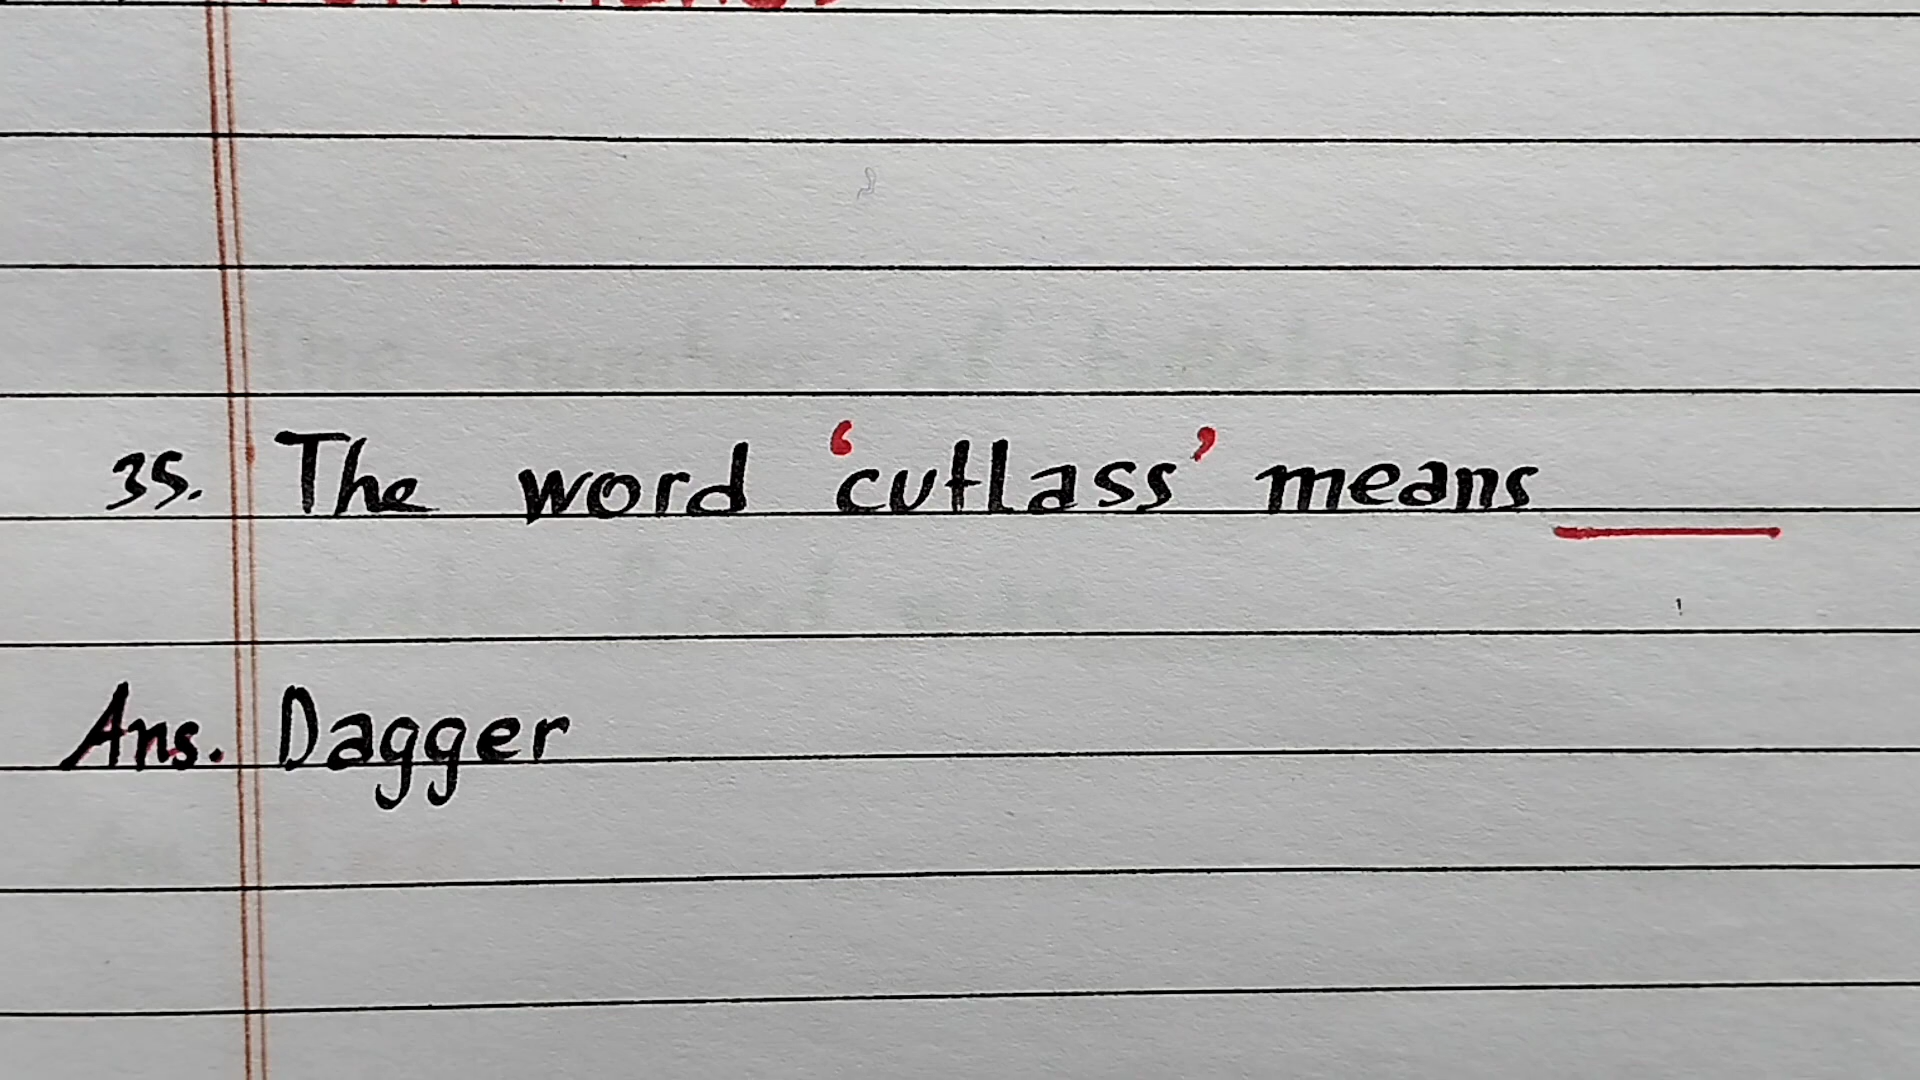 35. The word ‘cutlass’ means ____
Ans. Dagger